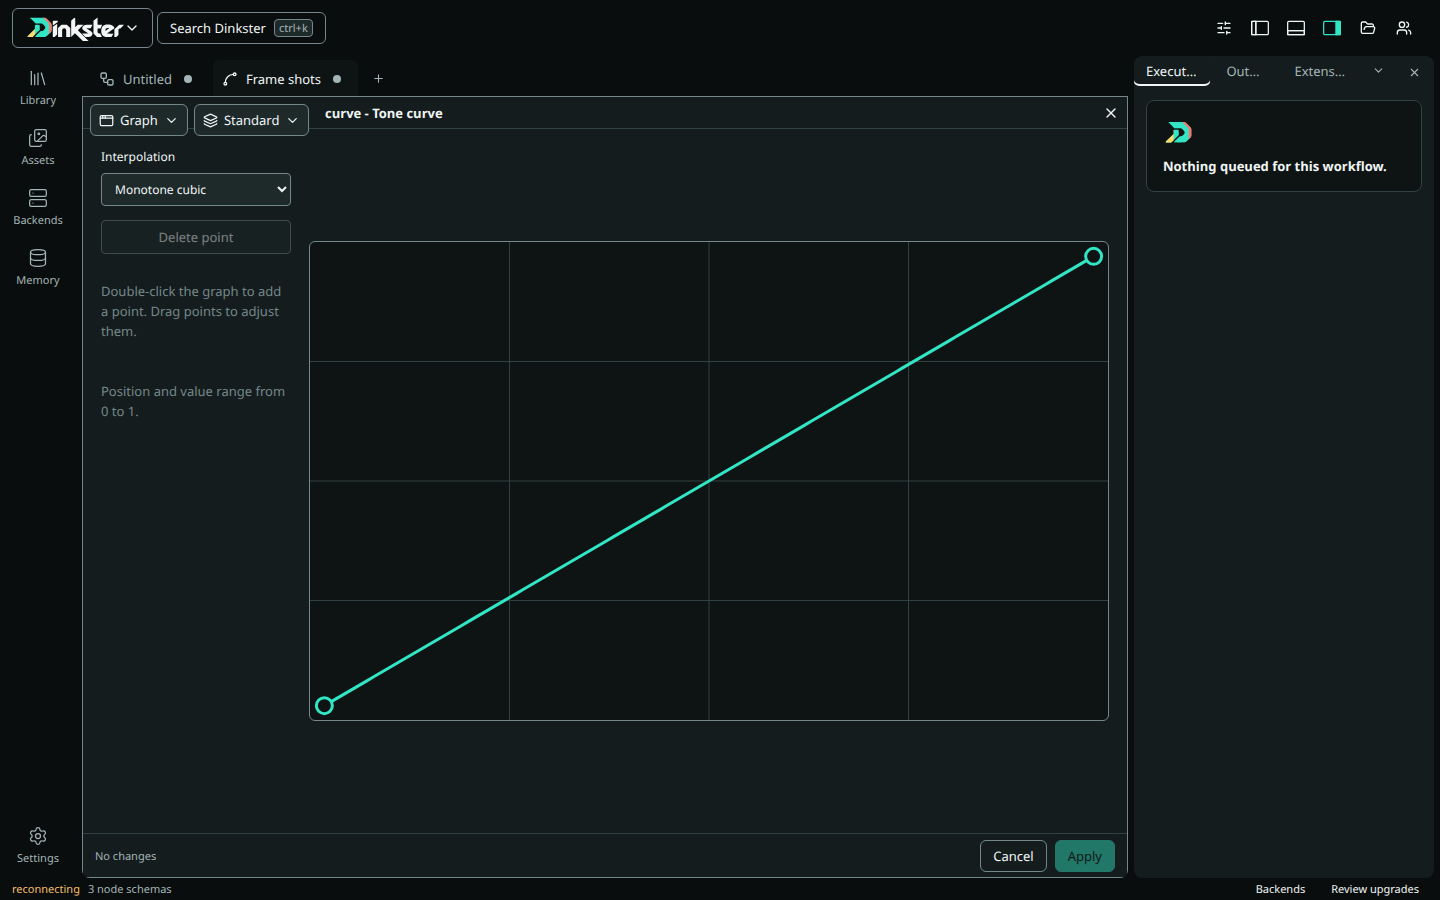 Dinkster
Search Dinkster ctrl+k
Library
Assets
Backends
Memory
Settings
Untitled
Frame shots
Graph
Standard
curve - Tone curve
Interpolation
Monotone cubic
Delete point
Double-click the graph to add
a point. Drag points to adjust
them.
Position and value range from
0 to 1.
No changes
Cancel
Apply
Execut...
Out...
Extens...
Nothing queued for this workflow.
reconnecting
3 node schemas
Backends
Review upgrades